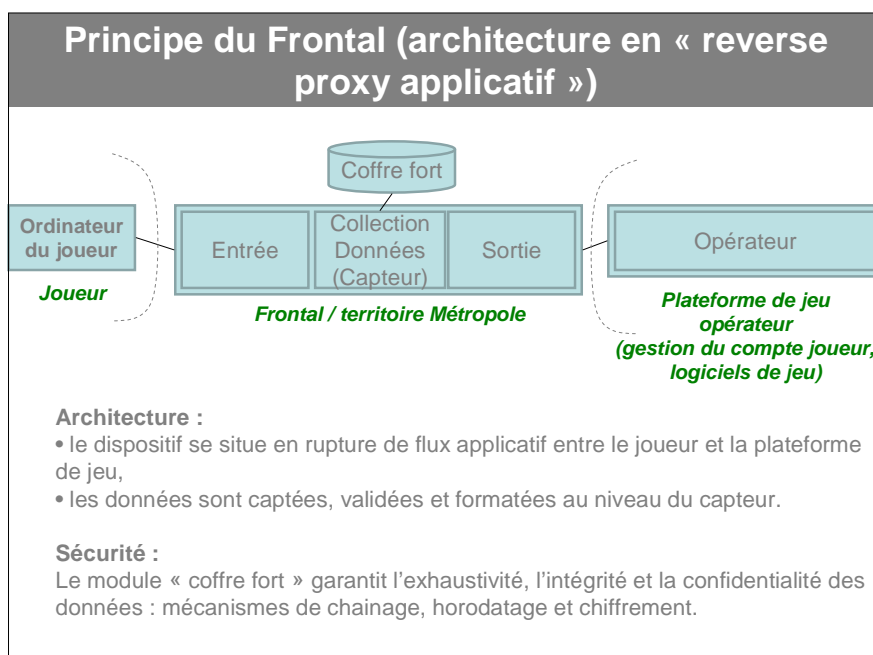 Principe du Frontal (architecture en « reverse
proxy applicatif »)
Coffre fort
Ordinateur
du joueur
Entrée
Collection
Données
(Capteur)
Sortie
Opérateur
Joueur
Frontal / territoire Métropole
Plateforme de jeu
opérateur
(gestion du compte joueur,
logiciels de jeu)
Architecture :
• le dispositif se situe en rupture de flux applicatif entre le joueur et la plateforme
de jeu,
• les données sont captées, validées et formatées au niveau du capteur.
Sécurité :
Le module « coffre fort » garantit l’exhaustivité, l’intégrité et la confidentialité des
données : mécanismes de chainage, horodatage et chiffrement.